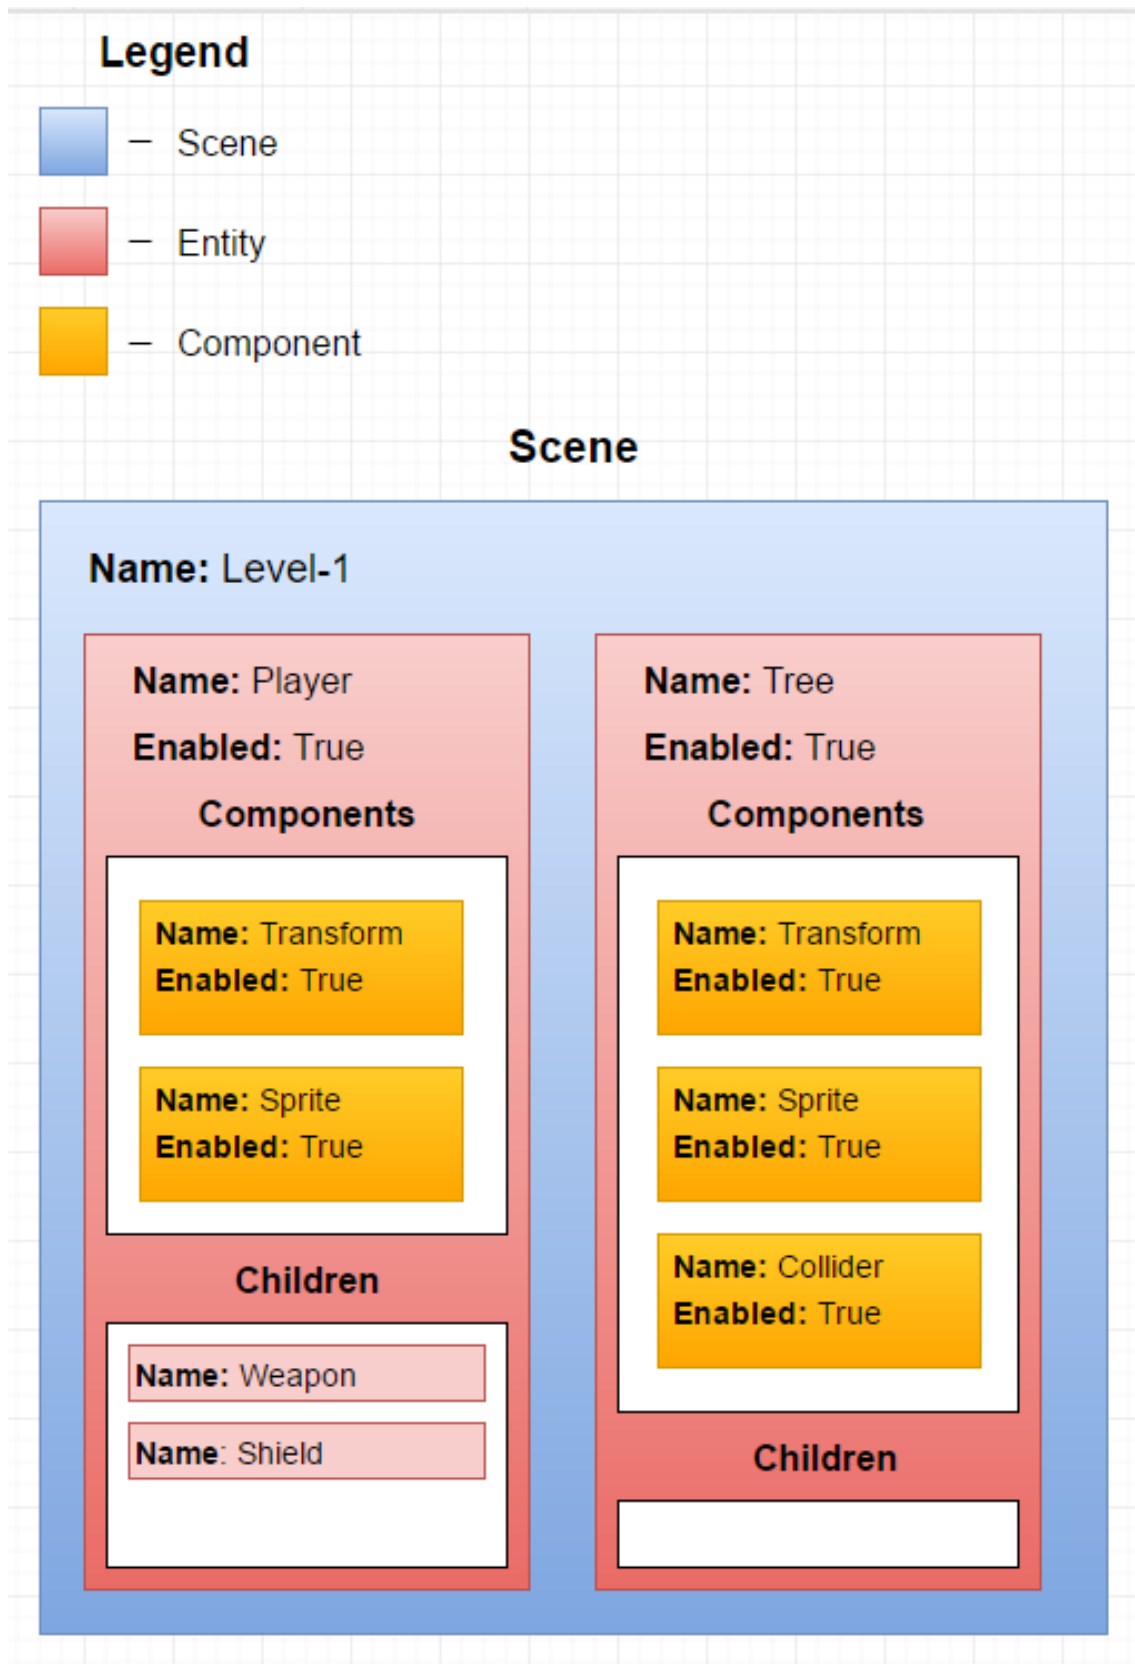 Legend
– Scene
– Entity
– Component
Scene
Name: Level-1
Name: Player
Enabled: True
Components
Name: Transform
Enabled: True
Name: Sprite
Enabled: True
Children
Name: Weapon
Name: Shield
Name: Tree
Enabled: True
Components
Name: Transform
Enabled: True
Name: Sprite
Enabled: True
Name: Collider
Enabled: True
Children